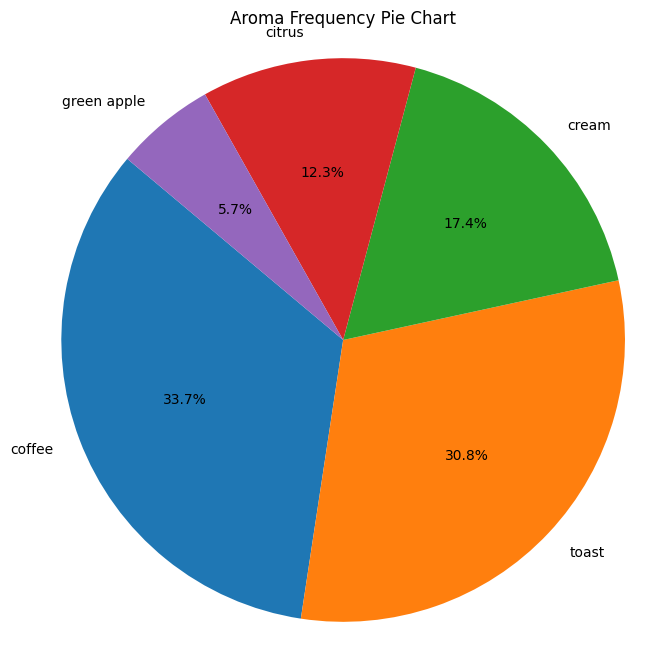 Aroma Frequency Pie Chart
citrus
green apple
cream
12.3%
5.7%
17.4%
33.7%
coffee
30.8%
toast